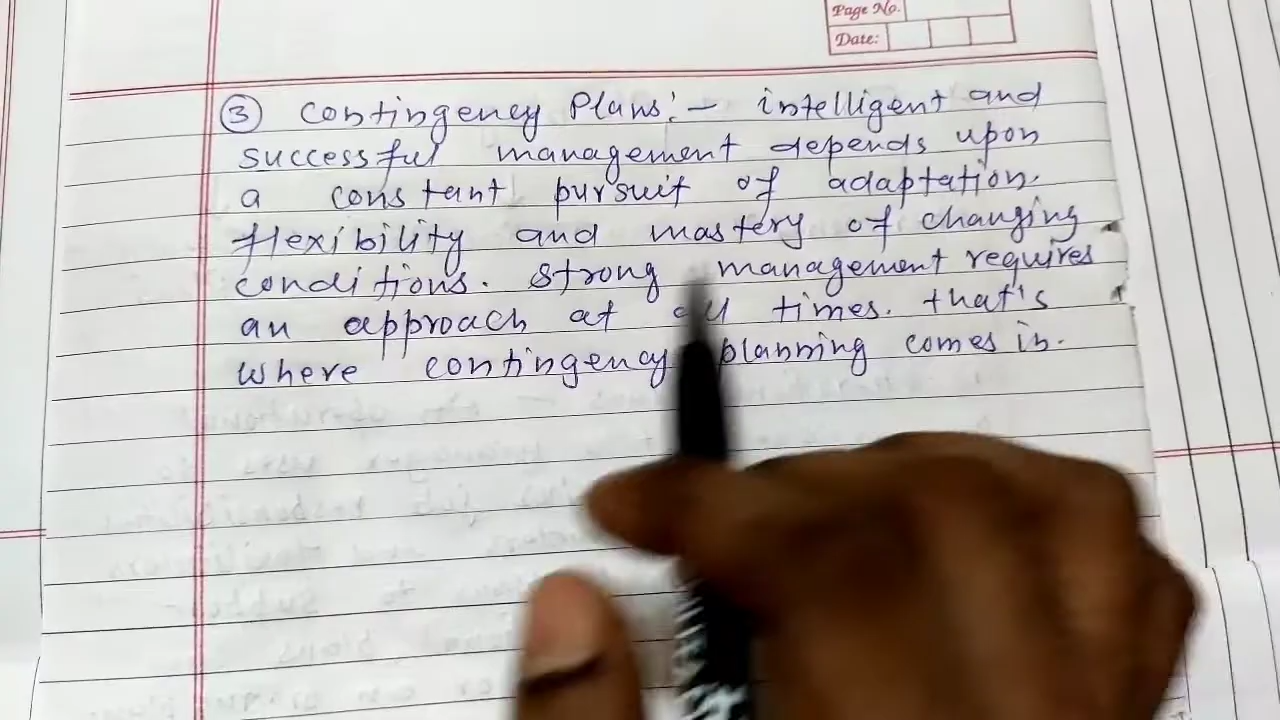 Page No.
Date:
③ Contingency Plans:- intelligent and
successful management depends upon
a constant pursuit of adaptation.
flexibility and mastery of changing
conditions. Strong management requires
an approach at all times. that's
where contingency planning comes in.